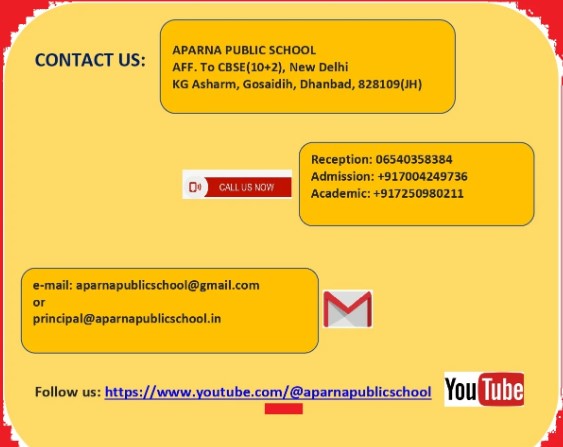 CONTACT US:
APARNA PUBLIC SCHOOL
AFF. To CBSE(10+2), New Delhi
KG Asharm, Gosaidih, Dhanbad, 828109(JH)
CALL US NOW
Reception: 06540358384
Admission: +917004249736
Academic: +917250980211
e-mail: aparnapublicschool@gmail.com
or
principal@aparnapublicschool.in
Follow us: https://www.youtube.com/@aparnapublicschool
YouTube